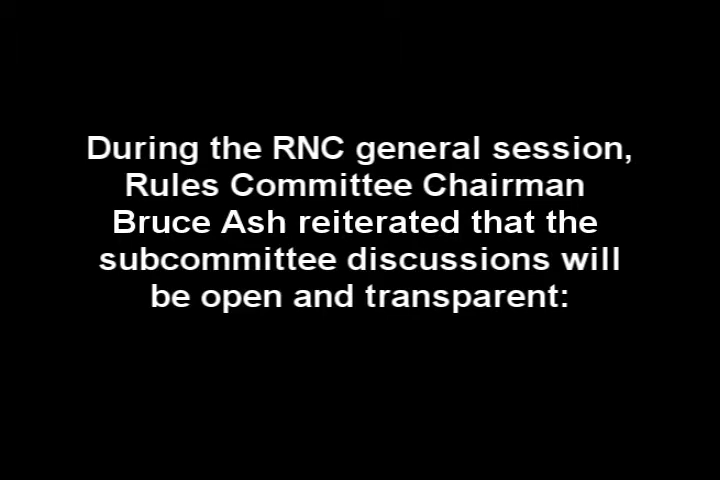 During the RNC general session,
Rules Committee Chairman
Bruce Ash reiterated that the
subcommittee discussions will
be open and transparent: